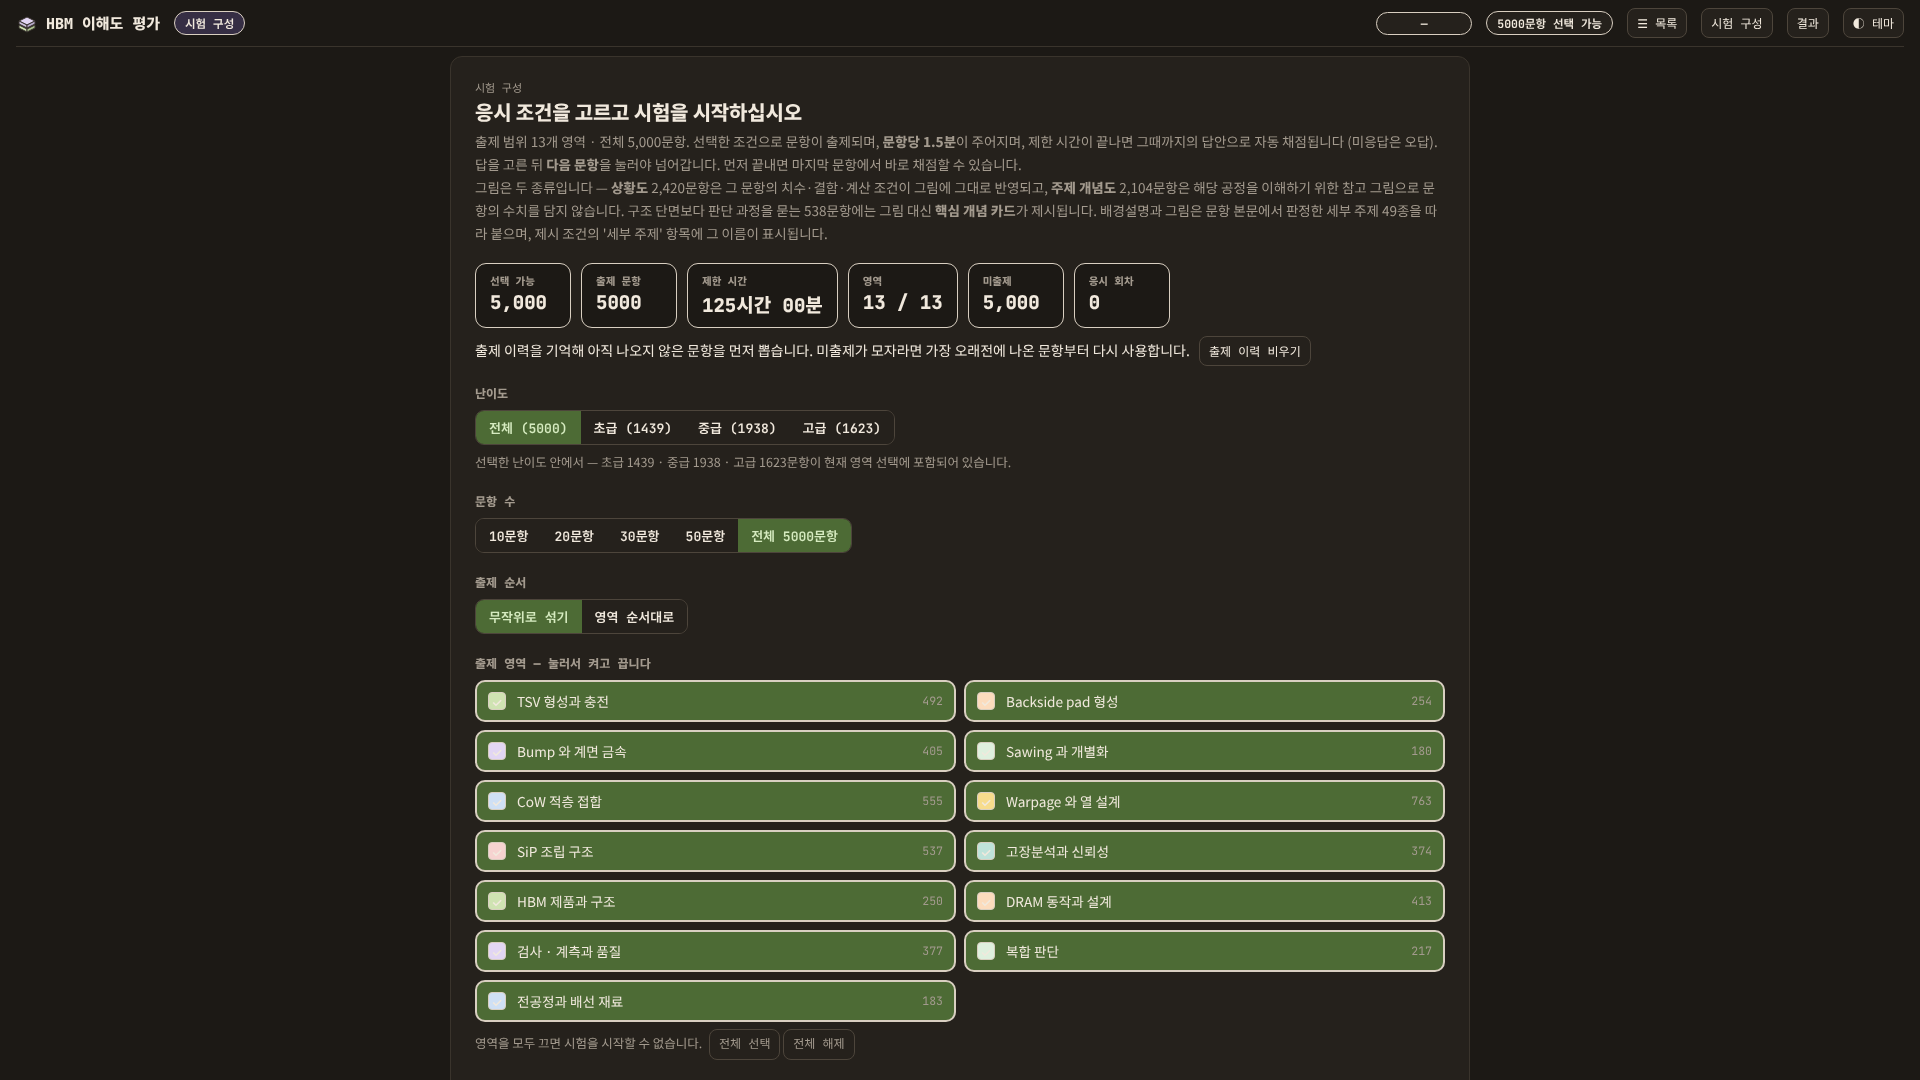 HBM 이해도 평가 시험 구성 – 5000문항 선택 가능 ☰ 목록 시험 구성 결과 ◐ 테마
시험 구성
응시 조건을 고르고 시험을 시작하십시오
출제 범위 13개 영역 · 전체 5,000문항. 선택한 조건으로 문항이 출제되며, 문항당 1.5분이 주어지며, 제한 시간이 끝나면 그때까지의 답안으로 자동 채점됩니다 (미응답은 오답).
답을 고른 뒤 다음 문항을 눌러야 넘어갑니다. 먼저 끝내면 마지막 문항에서 바로 채점할 수 있습니다.
그림은 두 종류입니다 — 상황도 2,420문항은 그 문항의 치수·결함·계산 조건이 그림에 그대로 반영되고, 주제 개념도 2,104문항은 해당 공정을 이해하기 위한 참고 그림으로 문
항의 수치를 담지 않습니다. 구조 단면보다 판단 과정을 묻는 538문항에는 그림 대신 핵심 개념 카드가 제시됩니다. 배경설명과 그림은 문항 본문에서 판정한 세부 주제 49종을 따
라 붙으며, 제시 조건의 '세부 주제' 항목에 그 이름이 표시됩니다.
선택 가능 출제 문항 제한 시간 영역 미출제 응시 회차
5,000 5000 125시간 00분 13 / 13 5,000 0
출제 이력을 기억해 아직 나오지 않은 문항을 먼저 뽑습니다. 미출제가 모자라면 가장 오래전에 나온 문항부터 다시 사용합니다. 출제 이력 비우기
난이도
전체 (5000) 초급 (1439) 중급 (1938) 고급 (1623)
선택한 난이도 안에서 — 초급 1439 · 중급 1938 · 고급 1623문항이 현재 영역 선택에 포함되어 있습니다.
문항 수
10문항 20문항 30문항 50문항 전체 5000문항
출제 순서
무작위로 섞기 영역 순서대로
출제 영역 — 눌러서 켜고 끕니다
TSV 형성과 충전 492 Backside pad 형성 254
Bump 와 계면 금속 405 Sawing 과 개별화 180
CoW 적층 접합 555 Warpage 와 열 설계 763
SiP 조립 구조 537 고장분석과 신뢰성 374
HBM 제품과 구조 250 DRAM 동작과 설계 413
검사 · 계측과 품질 377 복합 판단 217
전공정과 배선 재료 183
영역을 모두 끄면 시험을 시작할 수 없습니다. 전체 선택 전체 해제